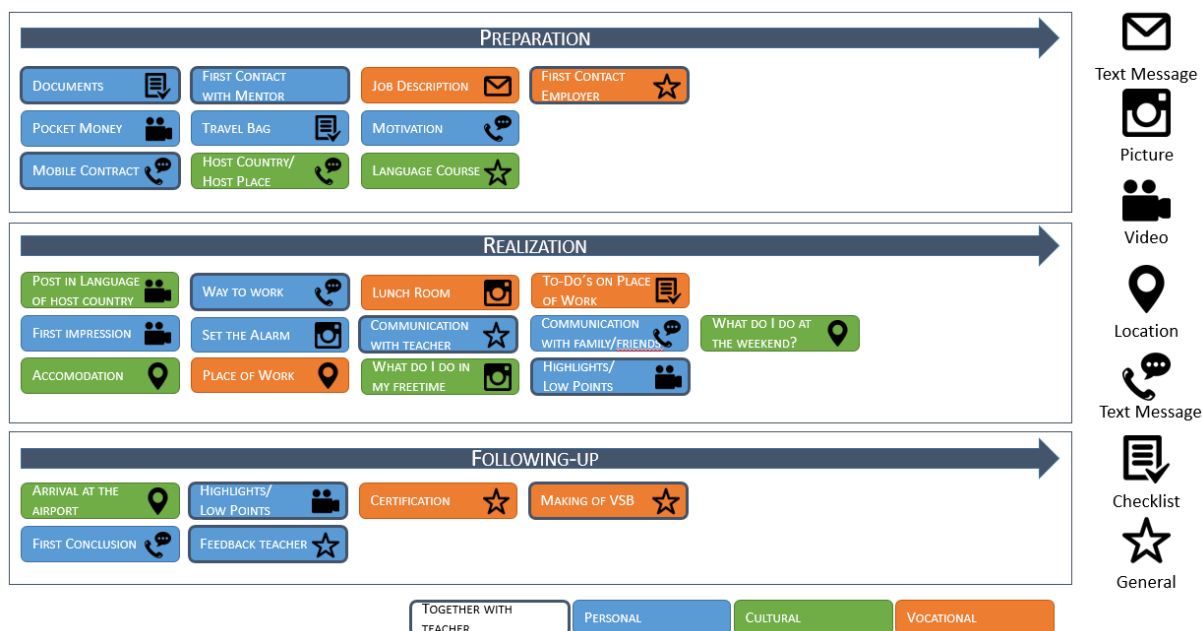 PREPARATION
DOCUMENTS
FIRST CONTACT
WITH MENTOR
JOB DESCRIPTION
FIRST CONTACT
EMPLOYER
POCKET MONEY
TRAVEL BAG
MOTIVATION
MOBILE CONTRACT
HOST COUNTRY/
HOST PLACE
LANGUAGE COURSE
REALIZATION
POST IN LANGUAGE
OF HOST COUNTRY
WAY TO WORK
LUNCH ROOM
TO-DO´S ON PLACE
OF WORK
FIRST IMPRESSION
SET THE ALARM
COMMUNICATION
WITH TEACHER
COMMUNICATION
WITH FAMILY/FRIENDS
WHAT DO I DO AT
THE WEEKEND?
ACCOMODATION
PLACE OF WORK
WHAT DO I DO IN
MY FREETIME
HIGHLIGHTS/
LOW POINTS
FOLLOWING-UP
ARRIVAL AT THE
AIRPORT
HIGHLIGHTS/
LOW POINTS
CERTIFICATION
MAKING OF VSB
FIRST CONCLUSION
FEEDBACK TEACHER
TOGETHER WITH
TEACHER
PERSONAL
CULTURAL
VOCATIONAL
Text Message
Picture
Video
Location
Text Message
Checklist
General